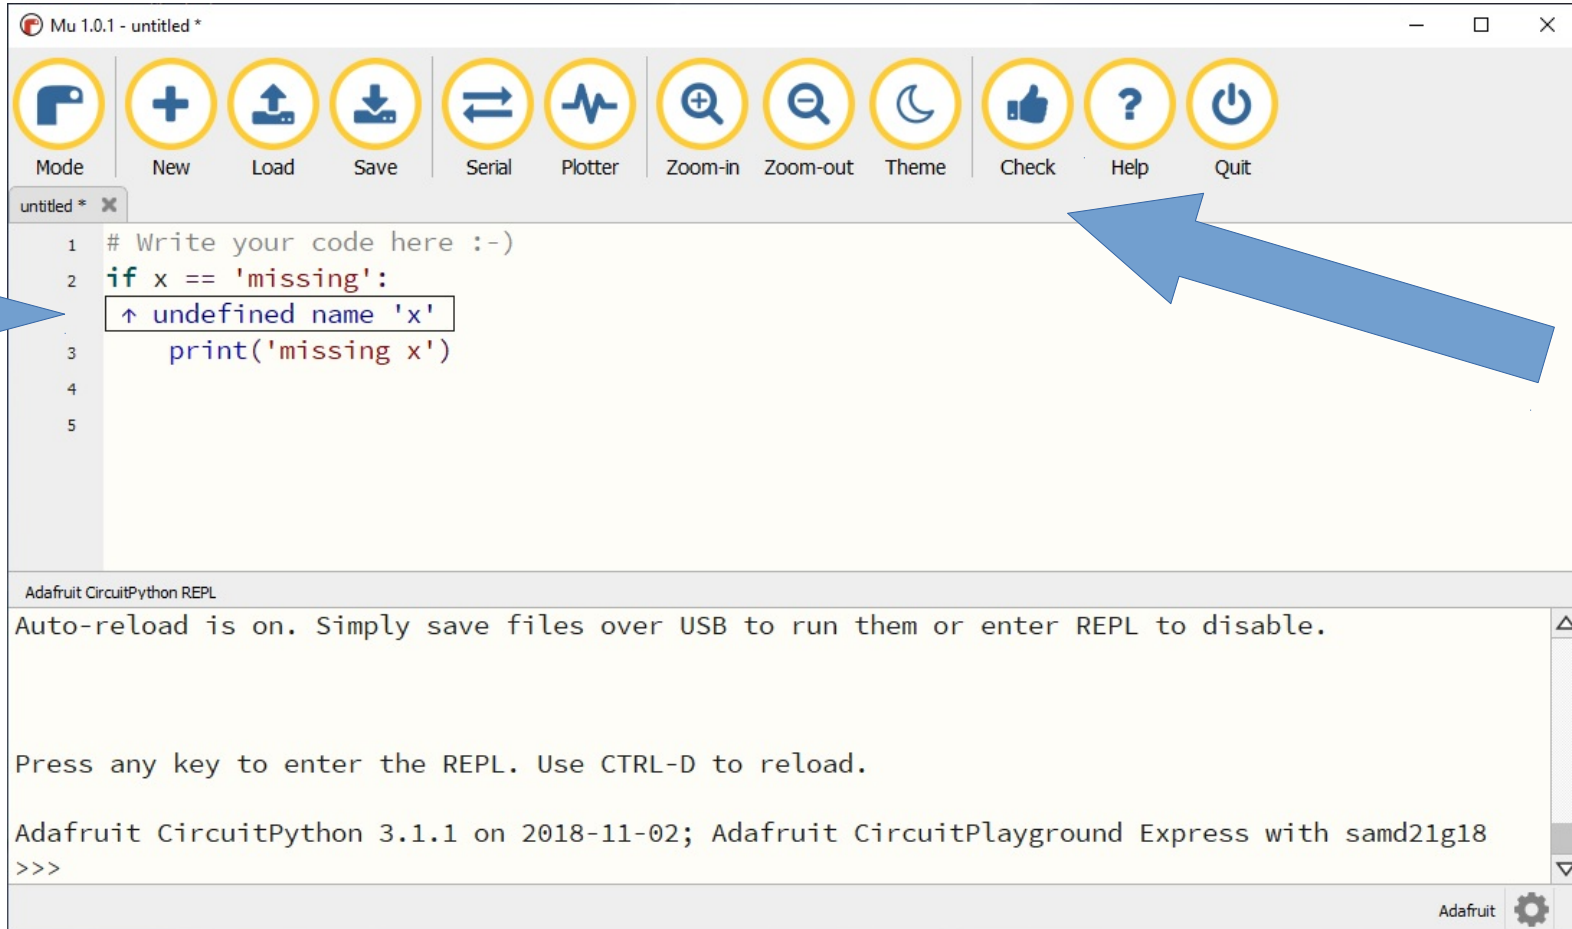 Mu 1.0.1 - untitled *
Mode New Load Save Serial Plotter Zoom-in Zoom-out Theme Check Help Quit
untitled *
1 # Write your code here :-)
2 if x == 'missing':
↑ undefined name 'x'
3     print('missing x')
4
5
Adafruit CircuitPython REPL
Auto-reload is on. Simply save files over USB to run them or enter REPL to disable.
Press any key to enter the REPL. Use CTRL-D to reload.
Adafruit CircuitPython 3.1.1 on 2018-11-02; Adafruit CircuitPlayground Express with samd21g18
>>>
Adafruit